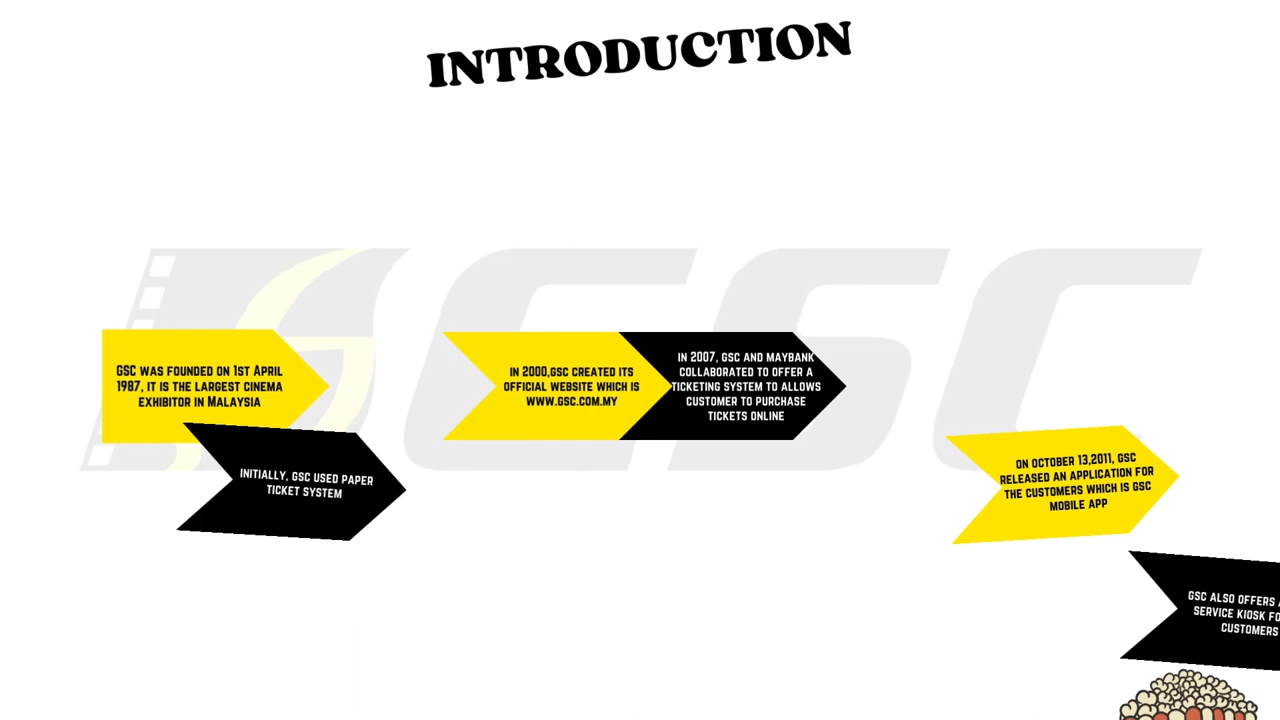 INTRODUCTION
GSC WAS FOUNDED ON 1ST APRIL
1987, IT IS THE LARGEST CINEMA
EXHIBITOR IN MALAYSIA
INITIALLY, GSC USED PAPER
TICKET SYSTEM
IN 2000,GSC CREATED ITS
OFFICIAL WEBSITE WHICH IS
WWW.GSC.COM.MY
IN 2007, GSC AND MAYBANK
COLLABORATED TO OFFER A
TICKETING SYSTEM TO ALLOWS
CUSTOMER TO PURCHASE
TICKETS ONLINE
ON OCTOBER 13,2011, GSC
RELEASED AN APPLICATION FOR
THE CUSTOMERS WHICH IS GSC
MOBILE APP
GSC ALSO OFFERS
SERVICE KIOSK
CUSTOMERS
GSC